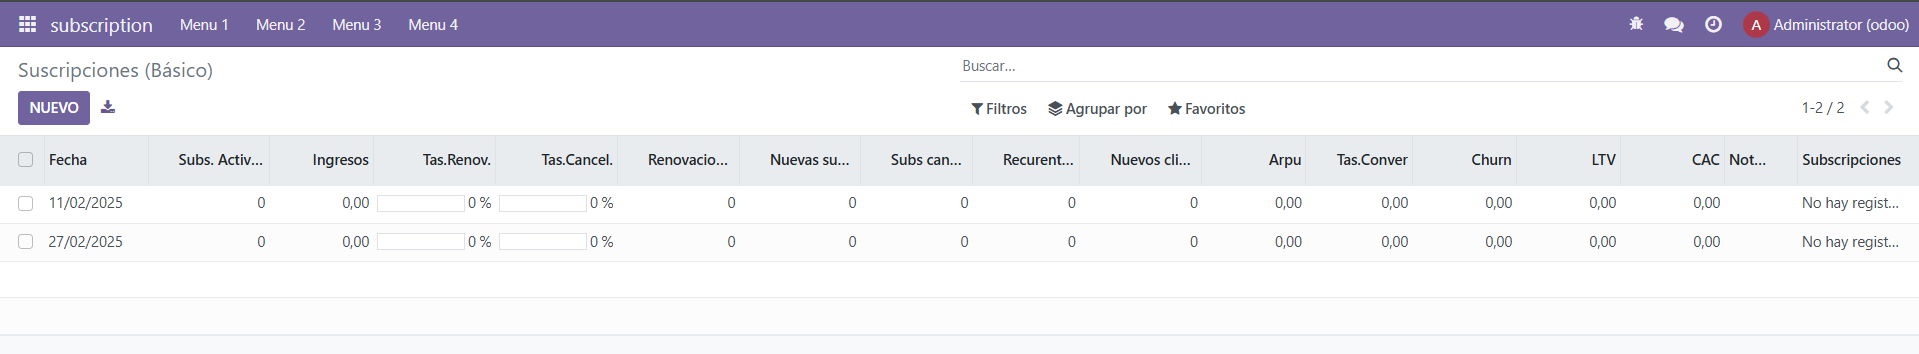 subscription Menu 1 Menu 2 Menu 3 Menu 4 A Administrator (odoo)
Suscripciones (Básico) Buscar...
NUEVO Filtros Agrupar por Favoritos 1-2 / 2
Fecha Subs. Activ... Ingresos Tas.Renov. Tas.Cancel. Renovacio... Nuevas su... Subs can... Recurent... Nuevos cli... Arpu Tas.Conver Churn LTV CAC Not... Subscripciones
11/02/2025 0 0,00 0 % 0 % 0 0 0 0 0 0,00 0,00 0,00 0,00 0,00 No hay regist...
27/02/2025 0 0,00 0 % 0 % 0 0 0 0 0 0,00 0,00 0,00 0,00 0,00 No hay regist...